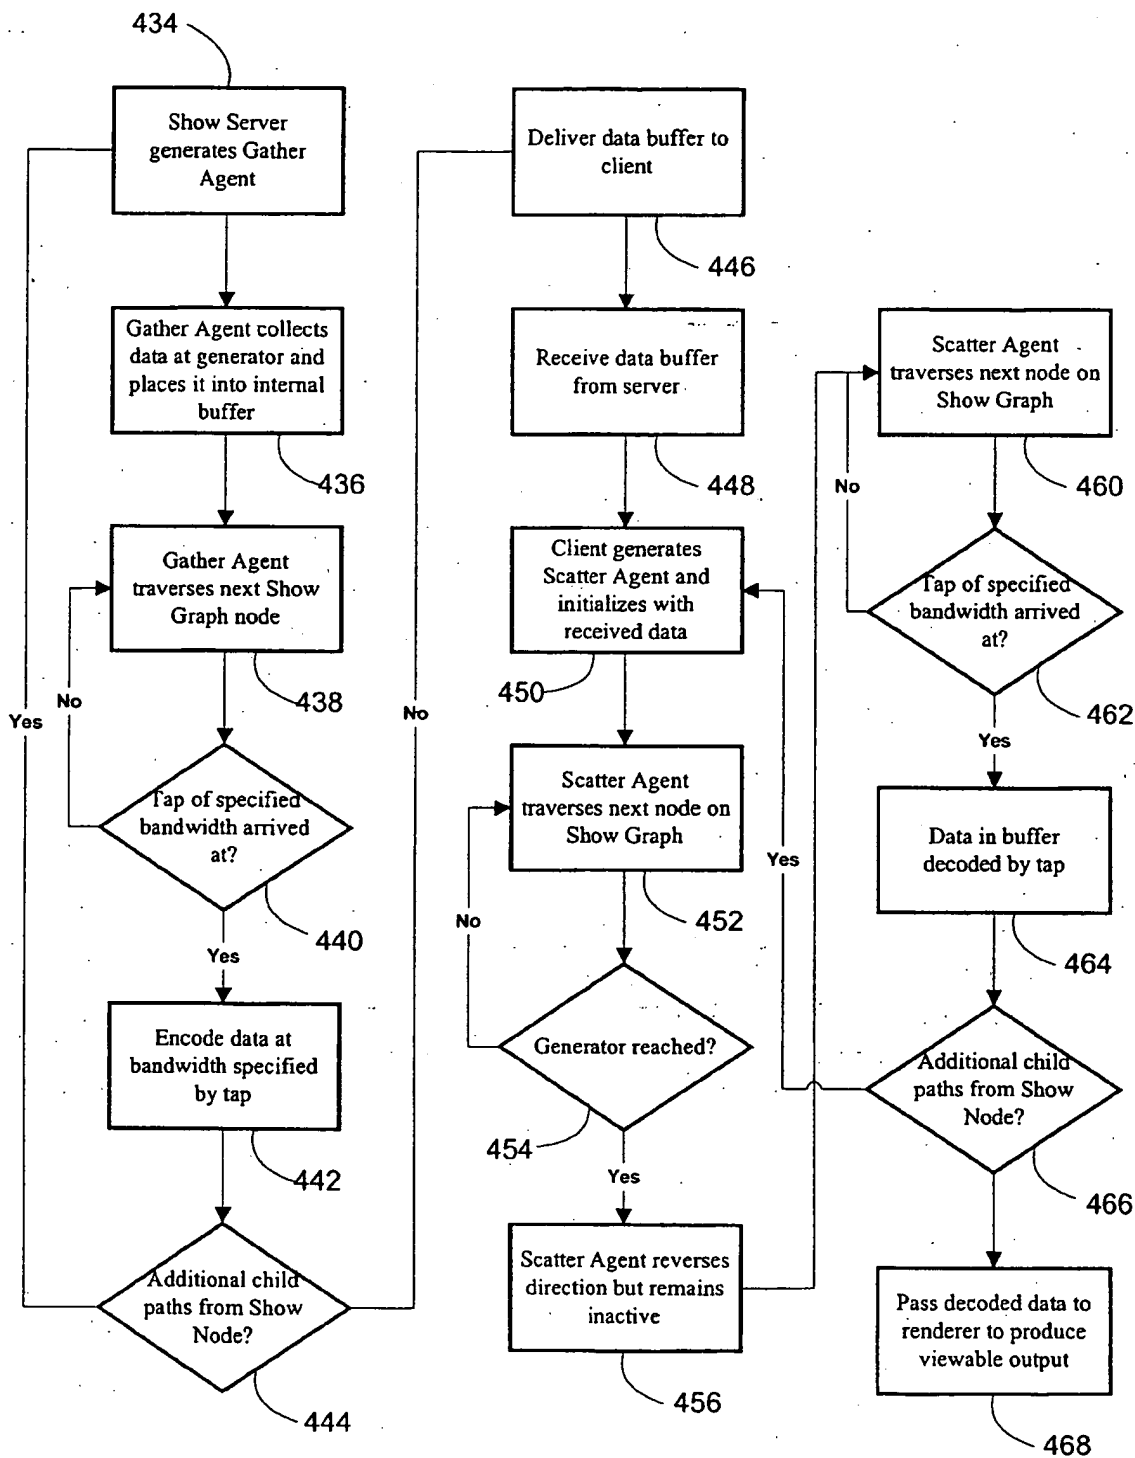 434
Show Server
generates Gather
Agent
Gather Agent collects
data at generator and
places it into internal
buffer
436
Gather Agent
traverses next Show
Graph node
438
No
Yes
Tap of specified
bandwidth arrived
at?
440
Yes
Encode data at
bandwidth specified
by tap
442
Additional child
paths from Show
Node?
444
No
Deliver data buffer to
client
446
Receive data buffer
from server
448
Client generates
Scatter Agent and
initializes with
received data
450
Scatter Agent
traverses next node on
Show Graph
452
No
Generator reached?
454
Yes
Scatter Agent reverses
direction but remains
inactive
456
Yes
Scatter Agent
traverses next node on
Show Graph
460
No
Tap of specified
bandwidth arrived
at?
462
Yes
Data in buffer
decoded by tap
464
Additional child
paths from Show
Node?
466
Pass decoded data to
renderer to produce
viewable output
468